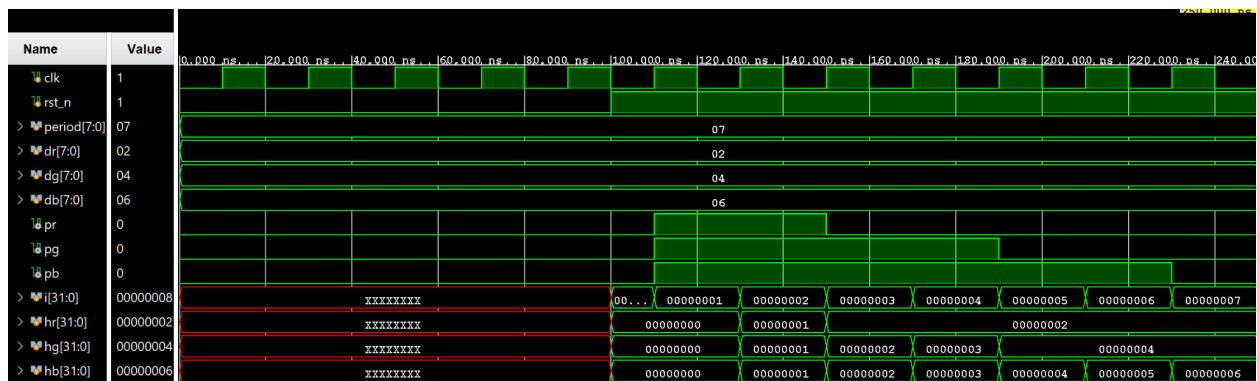 250.000 ns
Name Value
0.000 ns 20.000 ns 40.000 ns 60.000 ns 80.000 ns 100.000 ns 120.000 ns 140.000 ns 160.000 ns 180.000 ns 200.000 ns 220.000 ns 240.00
clk 1
rst_n 1
> period[7:0] 07 07
> dr[7:0] 02 02
> dg[7:0] 04 04
> db[7:0] 06 06
pr 0
pg 0
pb 0
> i[31:0] 00000008 XXXXXXXX 00... 00000001 00000002 00000003 00000004 00000005 00000006 00000007
> hr[31:0] 00000002 XXXXXXXX 00000000 00000001 00000002
> hg[31:0] 00000004 XXXXXXXX 00000000 00000001 00000002 00000003 00000004
> hb[31:0] 00000006 XXXXXXXX 00000000 00000001 00000002 00000003 00000004 00000005 00000006